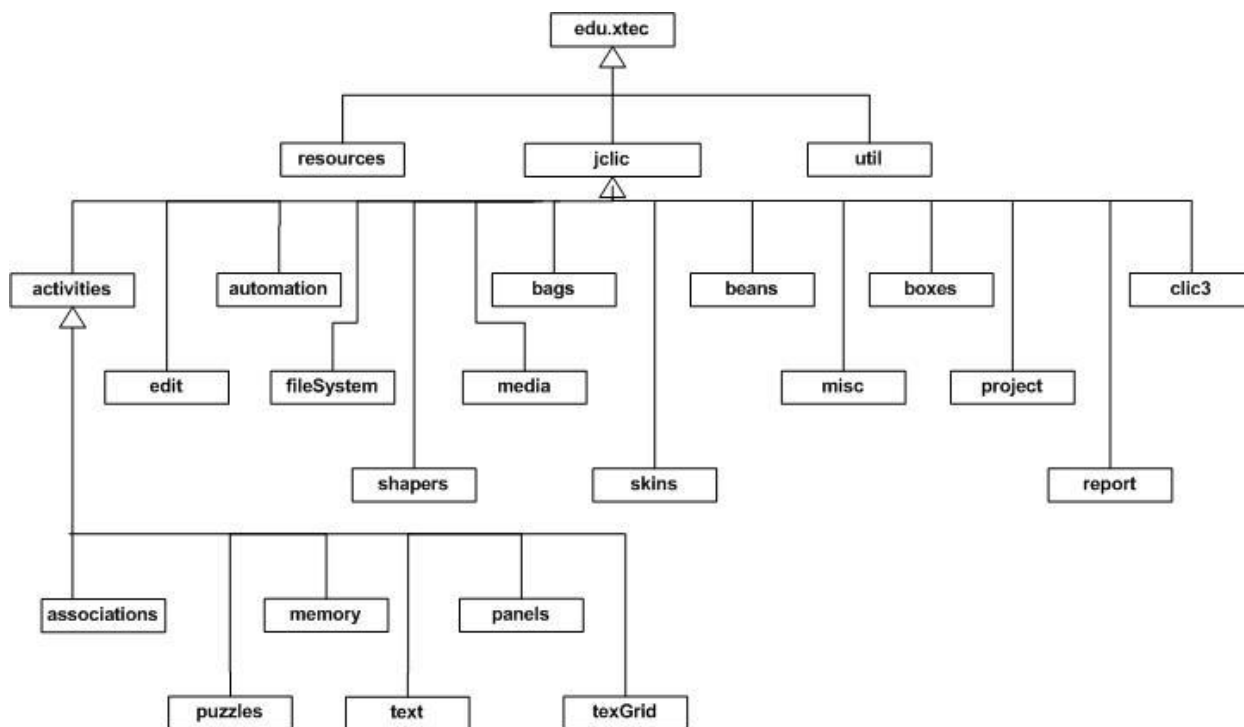 edu.xtec
resources
jclic
util
activities
automation
bags
beans
boxes
clic3
edit
fileSystem
media
misc
project
shapers
skins
report
associations
memory
panels
puzzles
text
texGrid